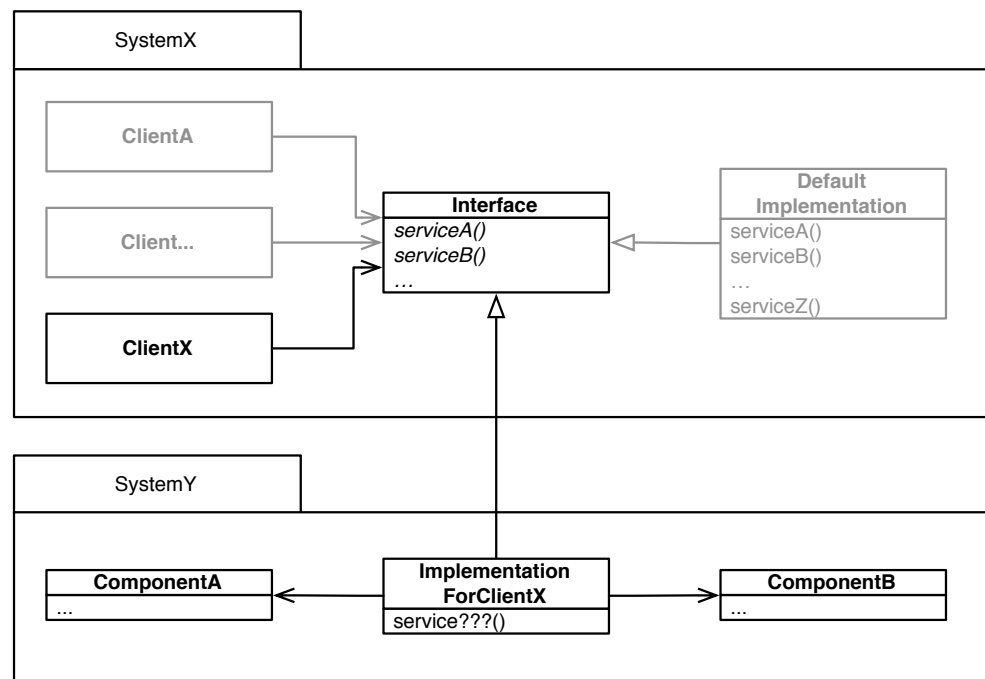 SystemX
ClientA
Client...
ClientX
Interface
serviceA()
serviceB()
...
Default
Implementation
serviceA()
serviceB()
...
serviceZ()
SystemY
ComponentA
...
Implementation
ForClientX
service???()
ComponentB
...